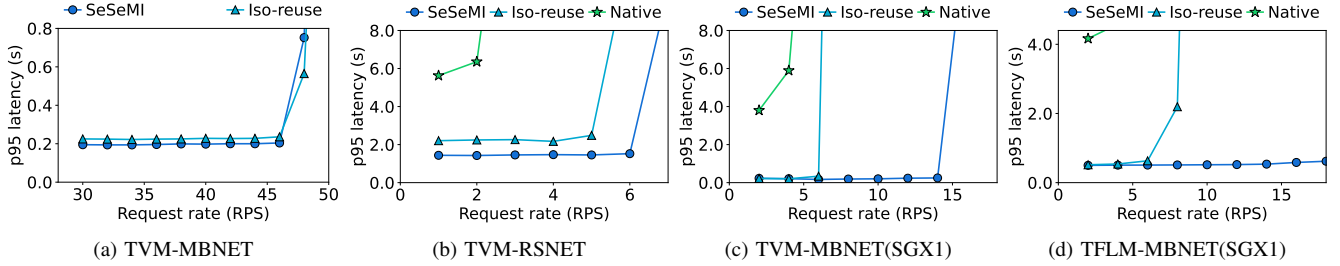 SeSeMI Iso-reuse
p95 latency (s)
0.8
0.6
0.4
0.2
0.0
30 35 40 45 50
Request rate (RPS)
(a) TVM-MBNET
SeSeMI Iso-reuse Native
p95 latency (s)
8.0
6.0
4.0
2.0
0.0
0 2 4 6
Request rate (RPS)
(b) TVM-RSNET
SeSeMI Iso-reuse Native
p95 latency (s)
8.0
6.0
4.0
2.0
0.0
0 5 10 15
Request rate (RPS)
(c) TVM-MBNET(SGX1)
SeSeMI Iso-reuse Native
p95 latency (s)
4.0
2.0
0.0
0 5 10 15
Request rate (RPS)
(d) TFLM-MBNET(SGX1)